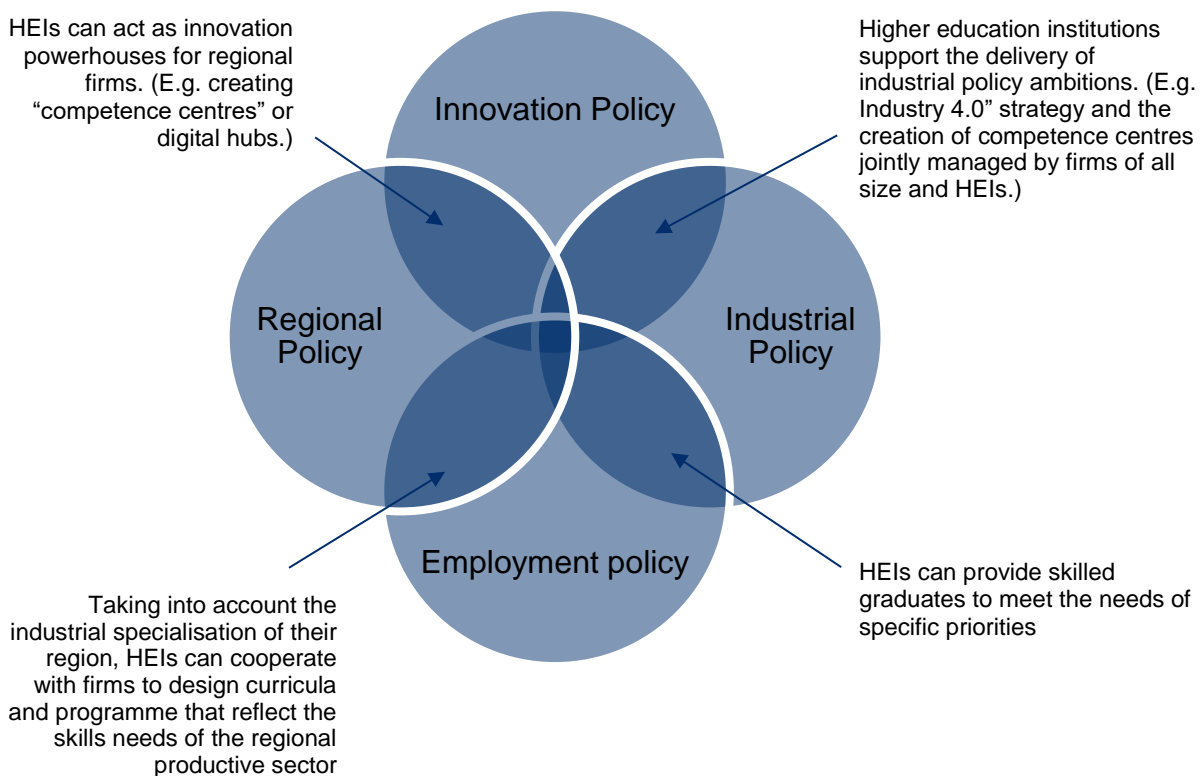 HEIs can act as innovation
powerhouses for regional
firms. (E.g. creating
“competence centres” or
digital hubs.)
Higher education institutions
support the delivery of
industrial policy ambitions. (E.g.
Industry 4.0” strategy and the
creation of competence centres
jointly managed by firms of all
size and HEIs.)
Innovation Policy
Regional
Policy
Industrial
Policy
Employment policy
Taking into account the
industrial specialisation of their
region, HEIs can cooperate
with firms to design curricula
and programme that reflect the
skills needs of the regional
productive sector
HEIs can provide skilled
graduates to meet the needs of
specific priorities